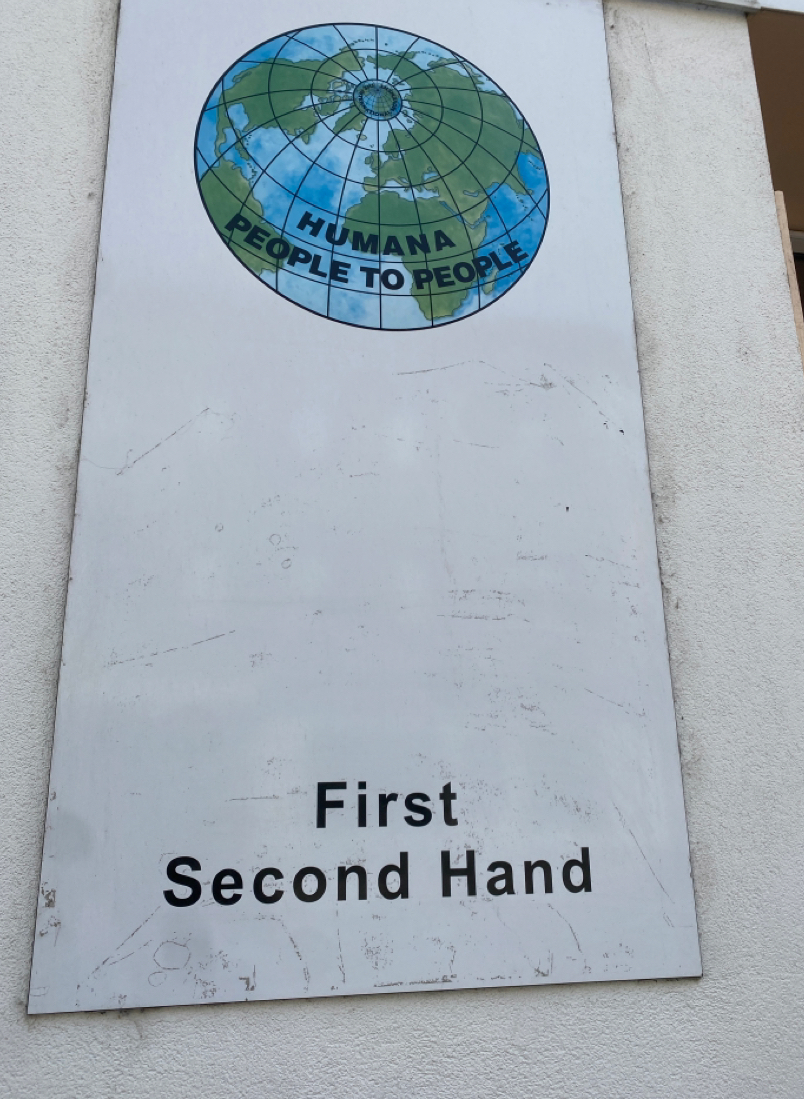 HUMANA
PEOPLE TO PEOPLE
First
Second Hand